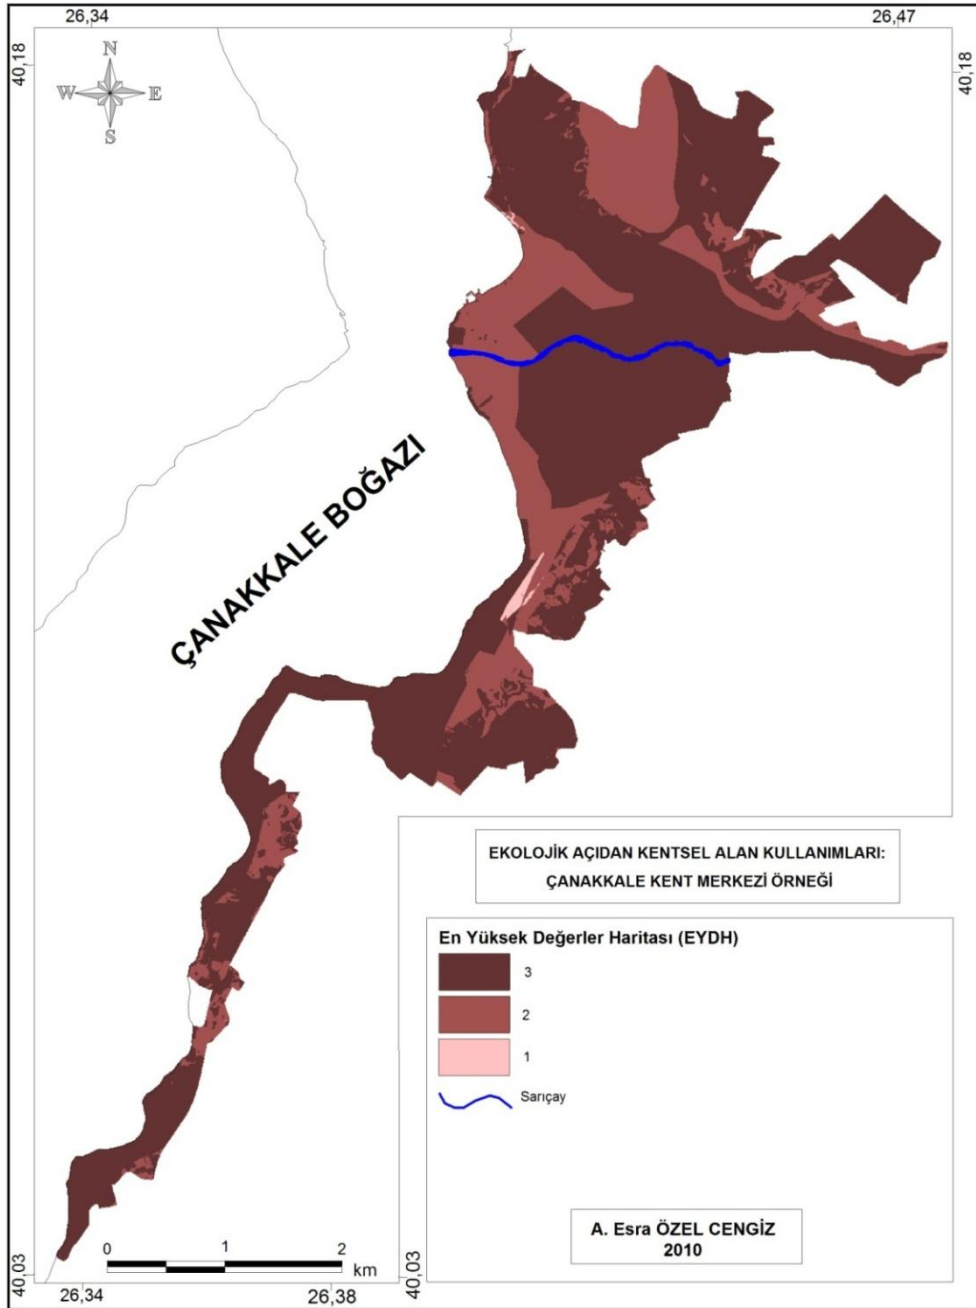 26,34
26,47
40,18
40,18
N
W
E
S
ÇANAKKALE BOĞAZI
EKOLOJİK AÇIDAN KENTSEL ALAN KULLANIMLARI:
ÇANAKKALE KENT MERKEZİ ÖRNEĞİ
En Yüksek Değerler Haritası (EYDH)
3
2
1
Sarıçay
A. Esra ÖZEL CENGİZ
2010
0
1
2
km
40,03
40,03
26,34
26,38